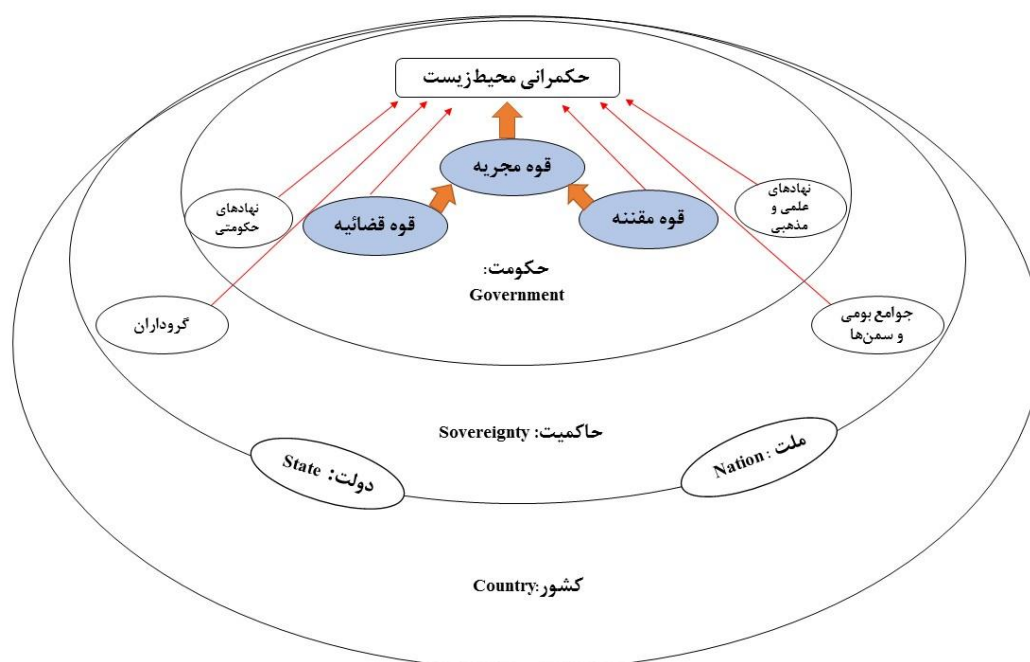 حکمرانی محیط‌زیست
قوه مجریه
نهادهای
علمی و
مذهبی
قوه مقننه
قوه قضائیه
نهادهای
حکومتی
حکومت:
Government
جوامع بومی
و سمن‌ها
گروداران
حاکمیت: Sovereignty
ملت : Nation
دولت: State
کشور:Country